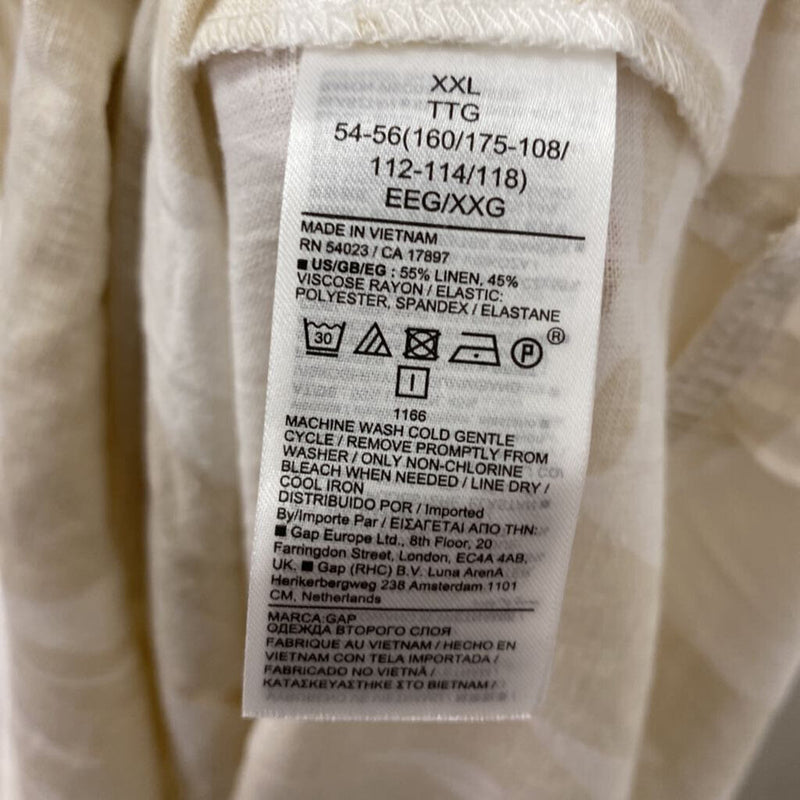 XXL
TTG
54-56(160/175-108/
112-114/118)
EEG/XXG
MADE IN VIETNAM
RN 54023 / CA 17897
■ US/GB/EG : 55% LINEN, 45%
VISCOSE RAYON / ELASTIC:
POLYESTER, SPANDEX / ELASTANE
30 P ®
1166
MACHINE WASH COLD GENTLE
CYCLE / REMOVE PROMPTLY FROM
WASHER / ONLY NON-CHLORINE
BLEACH WHEN NEEDED / LINE DRY /
COOL IRON
DISTRIBUIDO POR / Imported
By/Importe Par / ΕΙΣΑΓΕΤΑΙ ΑΠΟ ΤΗΝ:
■ Gap Europe Ltd., 8th Floor, 20
Farringdon Street, London, EC4A 4AB,
UK. ■ Gap (RHC) B.V. Luna ArenA
Herikerbergweg 238 Amsterdam 1101
CM, Netherlands
MARCA:GAP
ОДЕЖДА ВТОРОГО СЛОЯ
FABRIQUE AU VIETNAM / HECHO EN
VIETNAM CON TELA IMPORTADA /
FABRICADO NO VIETNÃ /
ΚΑΤΑΣΚΕΥΑΣΤΗΚΕ ΣΤΟ ΒΙΕΤΝΑΜ /